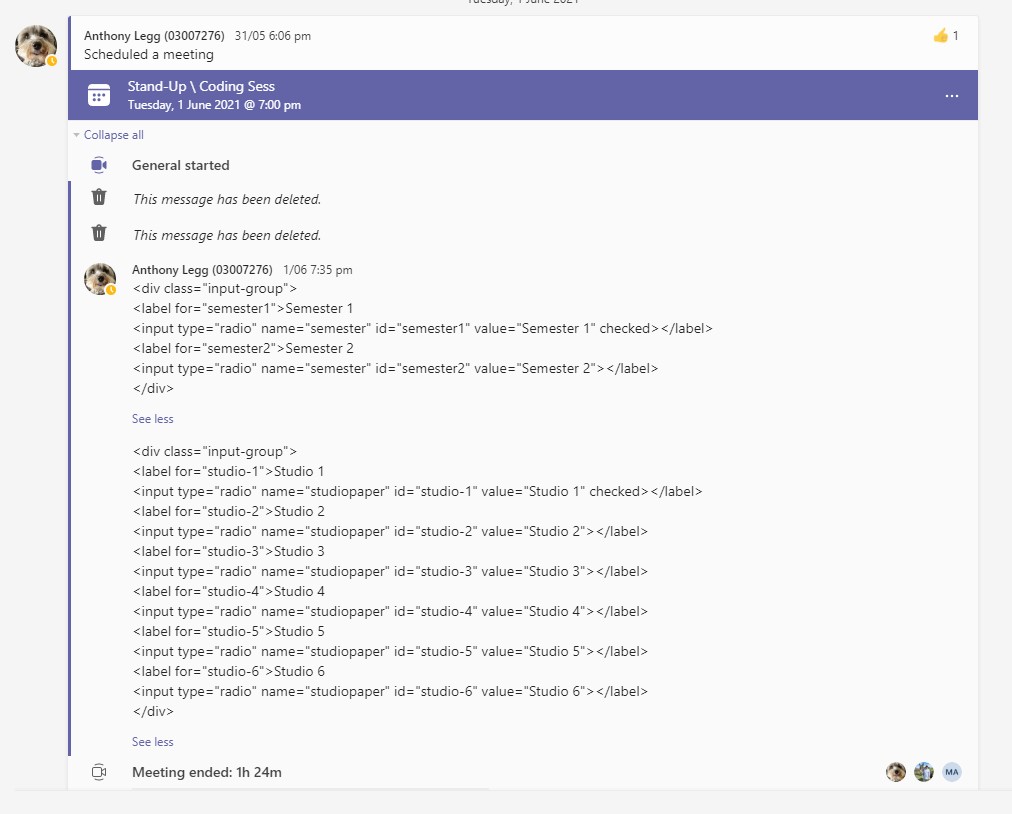 Tuesday, 1 June 2021
Anthony Legg (03007276) 31/05 6:06 pm
1
Scheduled a meeting
Stand-Up \ Coding Sess
Tuesday, 1 June 2021 @ 7:00 pm
Collapse all
General started
This message has been deleted.
This message has been deleted.
Anthony Legg (03007276) 1/06 7:35 pm
<div class="input-group">
<label for="semester1">Semester 1
<input type="radio" name="semester" id="semester1" value="Semester 1" checked></label>
<label for="semester2">Semester 2
<input type="radio" name="semester" id="semester2" value="Semester 2"></label>
</div>
See less
<div class="input-group">
<label for="studio-1">Studio 1
<input type="radio" name="studiopaper" id="studio-1" value="Studio 1" checked></label>
<label for="studio-2">Studio 2
<input type="radio" name="studiopaper" id="studio-2" value="Studio 2"></label>
<label for="studio-3">Studio 3
<input type="radio" name="studiopaper" id="studio-3" value="Studio 3"></label>
<label for="studio-4">Studio 4
<input type="radio" name="studiopaper" id="studio-4" value="Studio 4"></label>
<label for="studio-5">Studio 5
<input type="radio" name="studiopaper" id="studio-5" value="Studio 5"></label>
<label for="studio-6">Studio 6
<input type="radio" name="studiopaper" id="studio-6" value="Studio 6"></label>
</div>
See less
Meeting ended: 1h 24m
MA